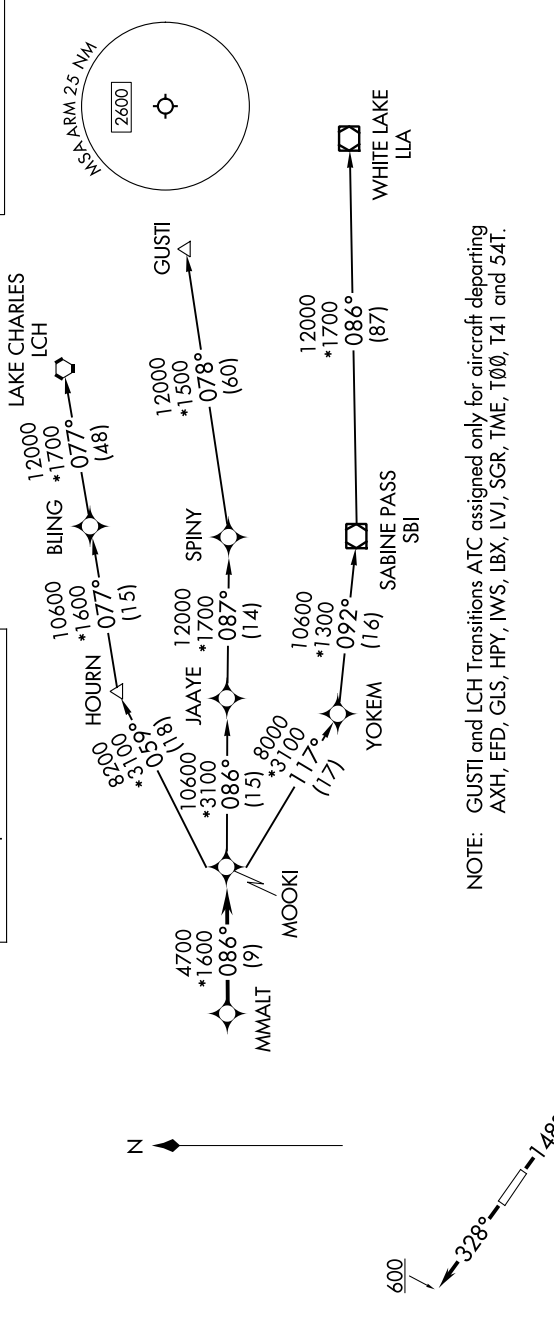 MSA ARM 25 NM
2600
LAKE CHARLES
LCH
12000
*1700
077°
(48)
BLING
10600
*1600
077°
(15)
HOURN
8200
*3100
059°
(18)
GUSTI
12000
*1500
078°
(60)
SPINY
12000
*1700
087°
(14)
JAAYE
10600
*3100
086°
(15)
MOOKI
4700
*1600
086°
(9)
MMALT
8000
*3100
117°
(17)
YOKEM
10600
*1300
092°
(16)
SABINE PASS
SBI
12000
*1700
086°
(87)
WHITE LAKE
LLA
NOTE: GUSTI and LCH Transitions ATC assigned only for aircraft departing
AXH, EFD, GLS, HPY, IWS, LBX, LVJ, SGR, TME, TØØ, T41 and 54T.
N
600
328°
148°